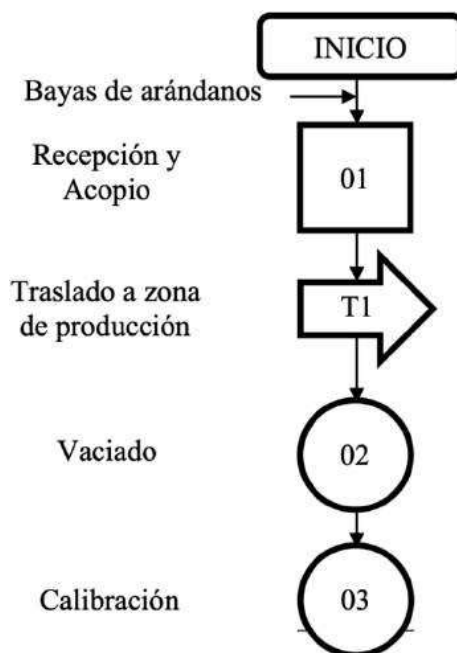 INICIO
Bayas de arándanos
Recepción y
Acopio
01
Traslado a zona
de producción
T1
Vaciado
02
Calibración
03